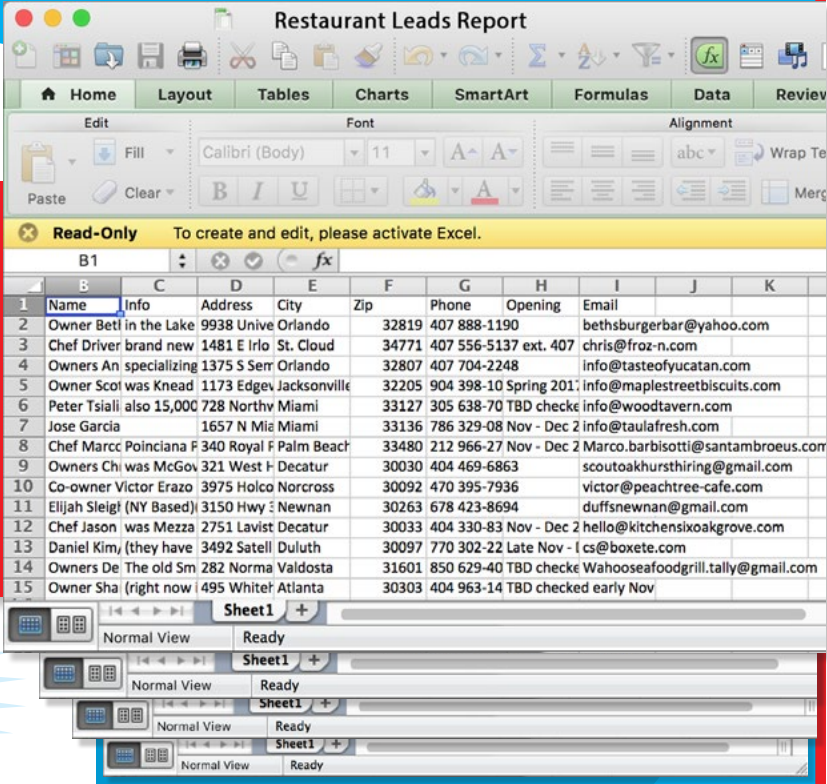 Restaurant Leads Report
Home Layout Tables Charts SmartArt Formulas Data Review
Edit Font Alignment
Fill Calibri (Body) 11 A A abc Wrap Te
Paste Clear B I U A Merg
Read-Only To create and edit, please activate Excel.
B1 fx
B C D E F G H I J K
1 Name Info Address City Zip Phone Opening Email
2 Owner Bet in the Lake 9938 Unive Orlando 32819 407 888-1190 bethsburgerbar@yahoo.com
3 Chef Driver brand new 1481 E Irlo St. Cloud 34771 407 556-5137 ext. 407 chris@froz-n.com
4 Owners An specializing 1375 S Sem Orlando 32807 407 704-2248 info@tasteofyucatan.com
5 Owner Scot was Knead 1173 Edgev Jacksonville 32205 904 398-10 Spring 2017 info@maplestreetbiscuits.com
6 Peter Tsiali also 15,000 728 Northv Miami 33127 305 638-70 TBD checke info@woodtavern.com
7 Jose Garcia 1657 N Mia Miami 33136 786 329-08 Nov - Dec 2 info@taulafresh.com
8 Chef Marco Poinciana P 340 Royal P Palm Beach 33480 212 966-27 Nov - Dec 2 Marco.barbisotti@santambroeus.com
9 Owners Chi was McGov 321 West H Decatur 30030 404 469-6863 scoutoakhursthiring@gmail.com
10 Co-owner Victor Erazo 3975 Holco Norcross 30092 470 395-7936 victor@peachtree-cafe.com
11 Elijah Sleigh (NY Based) 3150 Hwy 3 Newnan 30263 678 423-8694 duffsnewnan@gmail.com
12 Chef Jason was Mezza 2751 Lavist Decatur 30033 404 330-83 Nov - Dec 2 hello@kitchensixoakgrove.com
13 Daniel Kim, (they have 3492 Satell Duluth 30097 770 302-22 Late Nov - cs@boxete.com
14 Owners De The old Sm 282 Norma Valdosta 31601 850 629-40 TBD checke Wahooseafoodgrill.tally@gmail.com
15 Owner Sha (right now 495 Whiteh Atlanta 30303 404 963-14 TBD checked early Nov
Sheet1 +
Normal View Ready
Sheet1 +
Normal View Ready
Sheet1 +
Normal View Ready
Sheet1 +
Normal View Ready